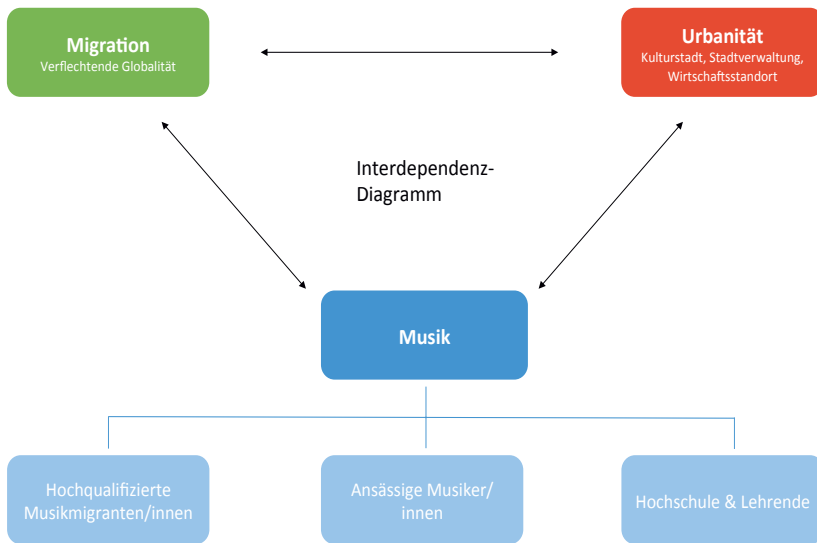 Migration
Verflechtende Globalität
Urbanität
Kulturstadt, Stadtverwaltung,
Wirtschaftsstandort
Interdependenz-
Diagramm
Musik
Hochqualifizierte
Musikmigranten/innen
Ansässige Musiker/
innen
Hochschule & Lehrende